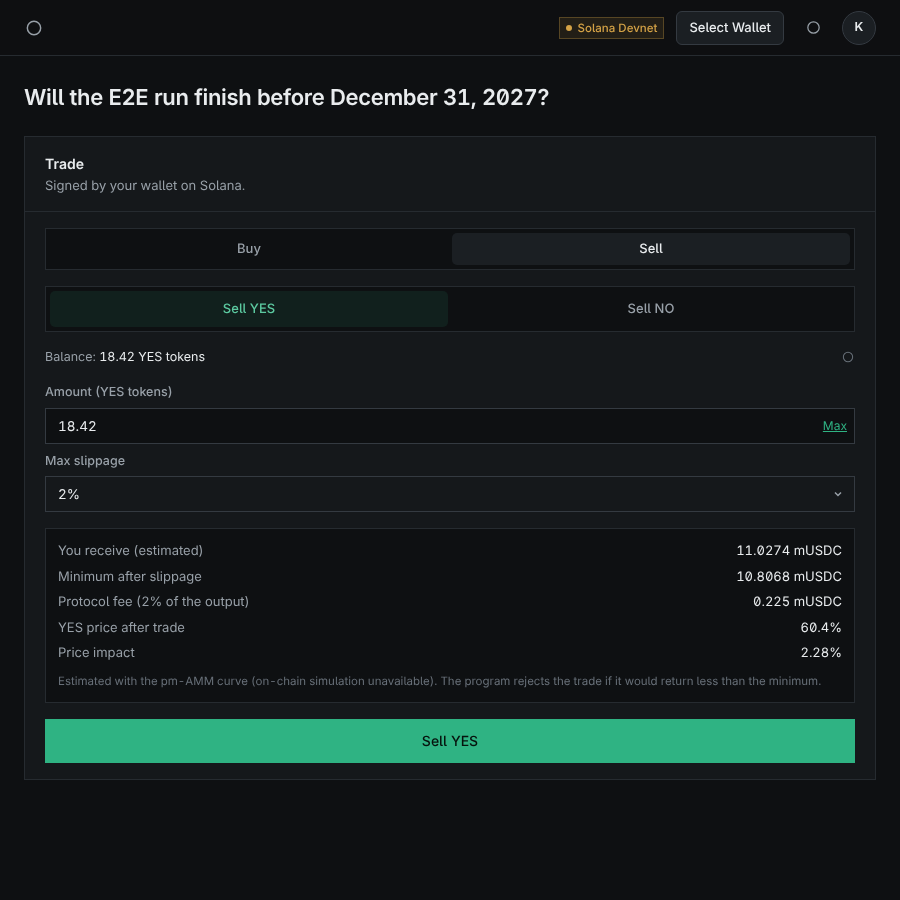 Solana Devnet
Select Wallet
K
Will the E2E run finish before December 31, 2027?
Trade
Signed by your wallet on Solana.
Buy
Sell
Sell YES
Sell NO
Balance: 18.42 YES tokens
Amount (YES tokens)
18.42
Max
Max slippage
2%
You receive (estimated) 11.0274 mUSDC
Minimum after slippage 10.8068 mUSDC
Protocol fee (2% of the output) 0.225 mUSDC
YES price after trade 60.4%
Price impact 2.28%
Estimated with the pm-AMM curve (on-chain simulation unavailable). The program rejects the trade if it would return less than the minimum.
Sell YES